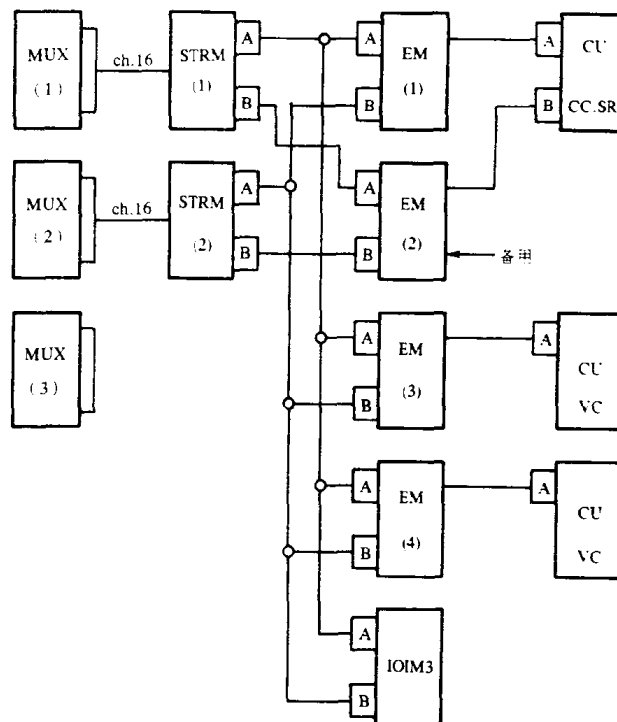 MUX
(1)
ch.16
STRM
(1)
A
B
A
B
EM
(1)
A
B
CU
CC.SR
MUX
(2)
ch.16
STRM
(2)
A
B
A
B
EM
(2)
备用
MUX
(3)
A
B
EM
(3)
A
CU
VC
A
B
EM
(4)
A
CU
VC
A
B
IOIM3